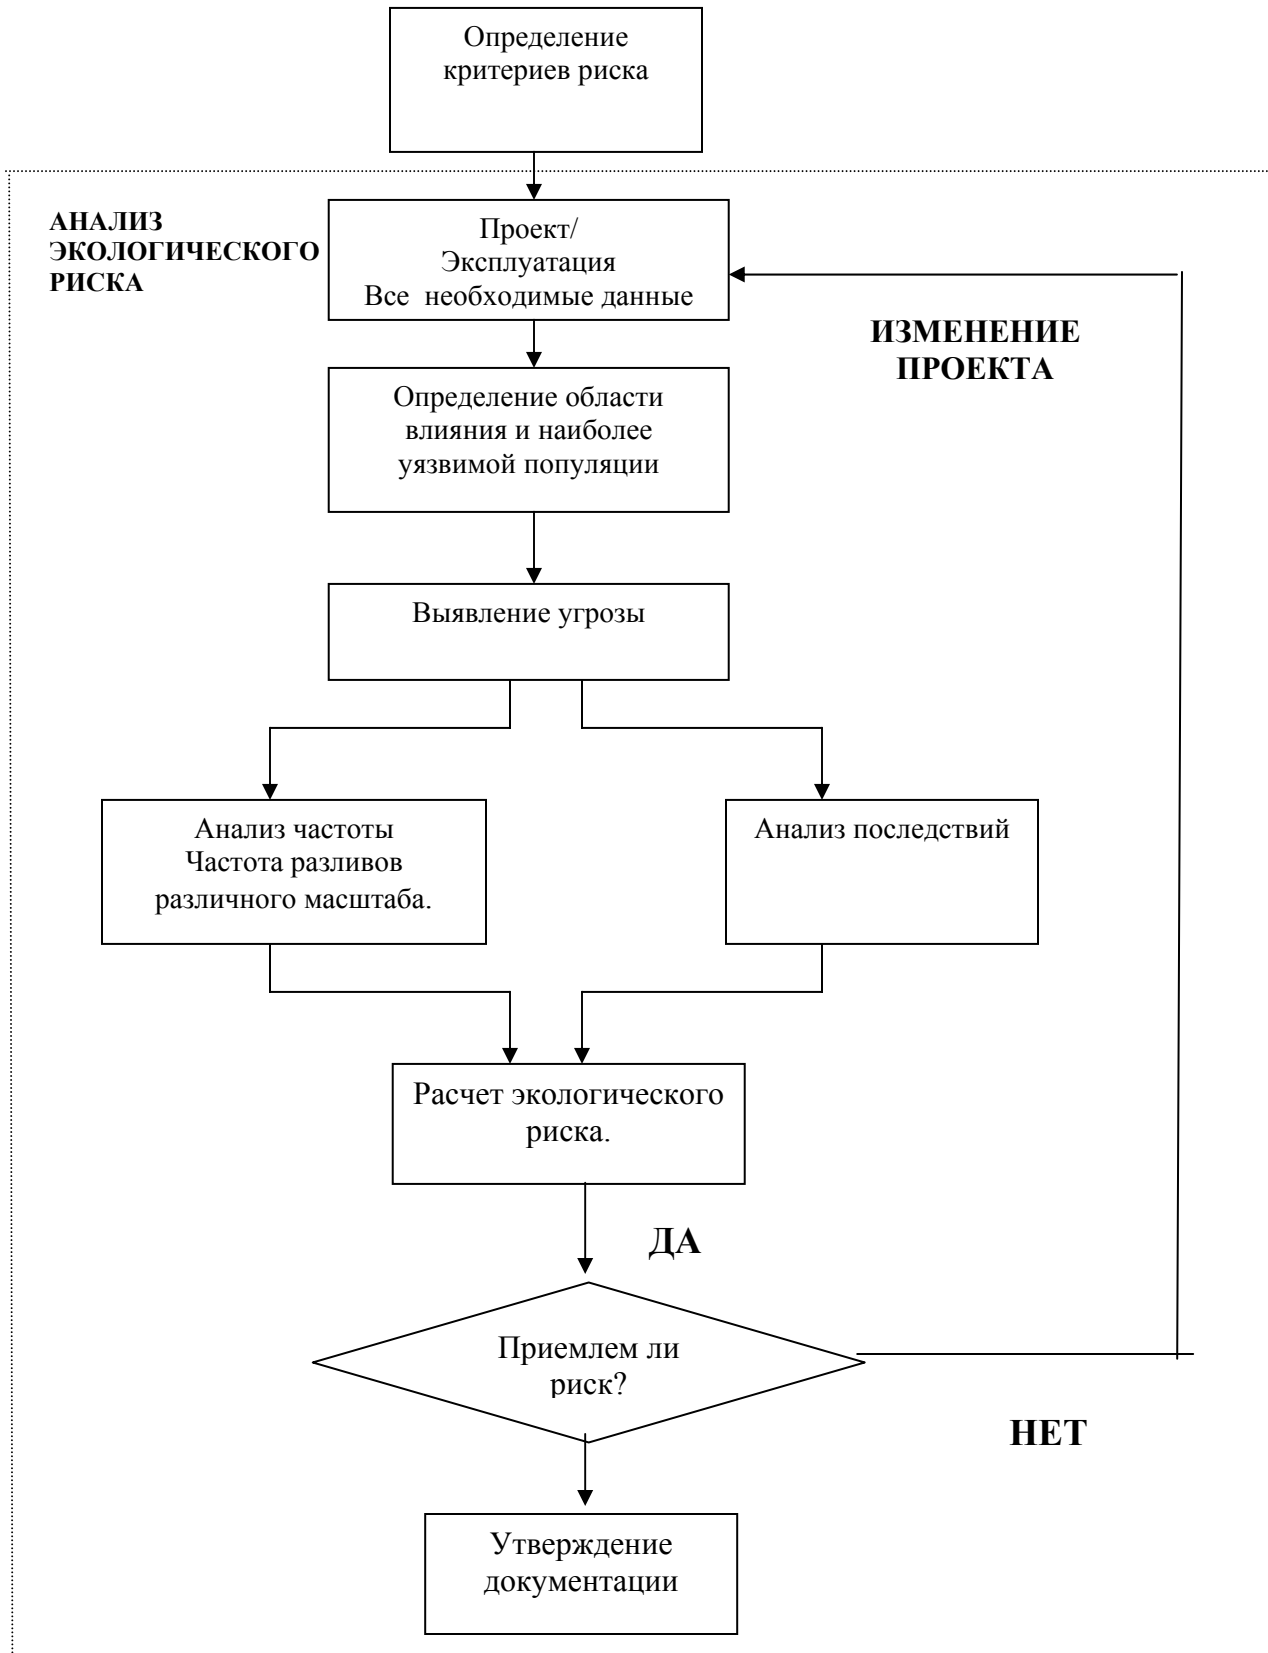 Определение
критериев риска
АНАЛИЗ
ЭКОЛОГИЧЕСКОГО
РИСКА
Проект/
Эксплуатация
Все необходимые данные
ИЗМЕНЕНИЕ
ПРОЕКТА
Определение области
влияния и наиболее
уязвимой популяции
Выявление угрозы
Анализ частоты
Частота разливов
различного масштаба.
Анализ последствий
Расчет экологического
риска.
ДА
Приемлем ли
риск?
НЕТ
Утверждение
документации